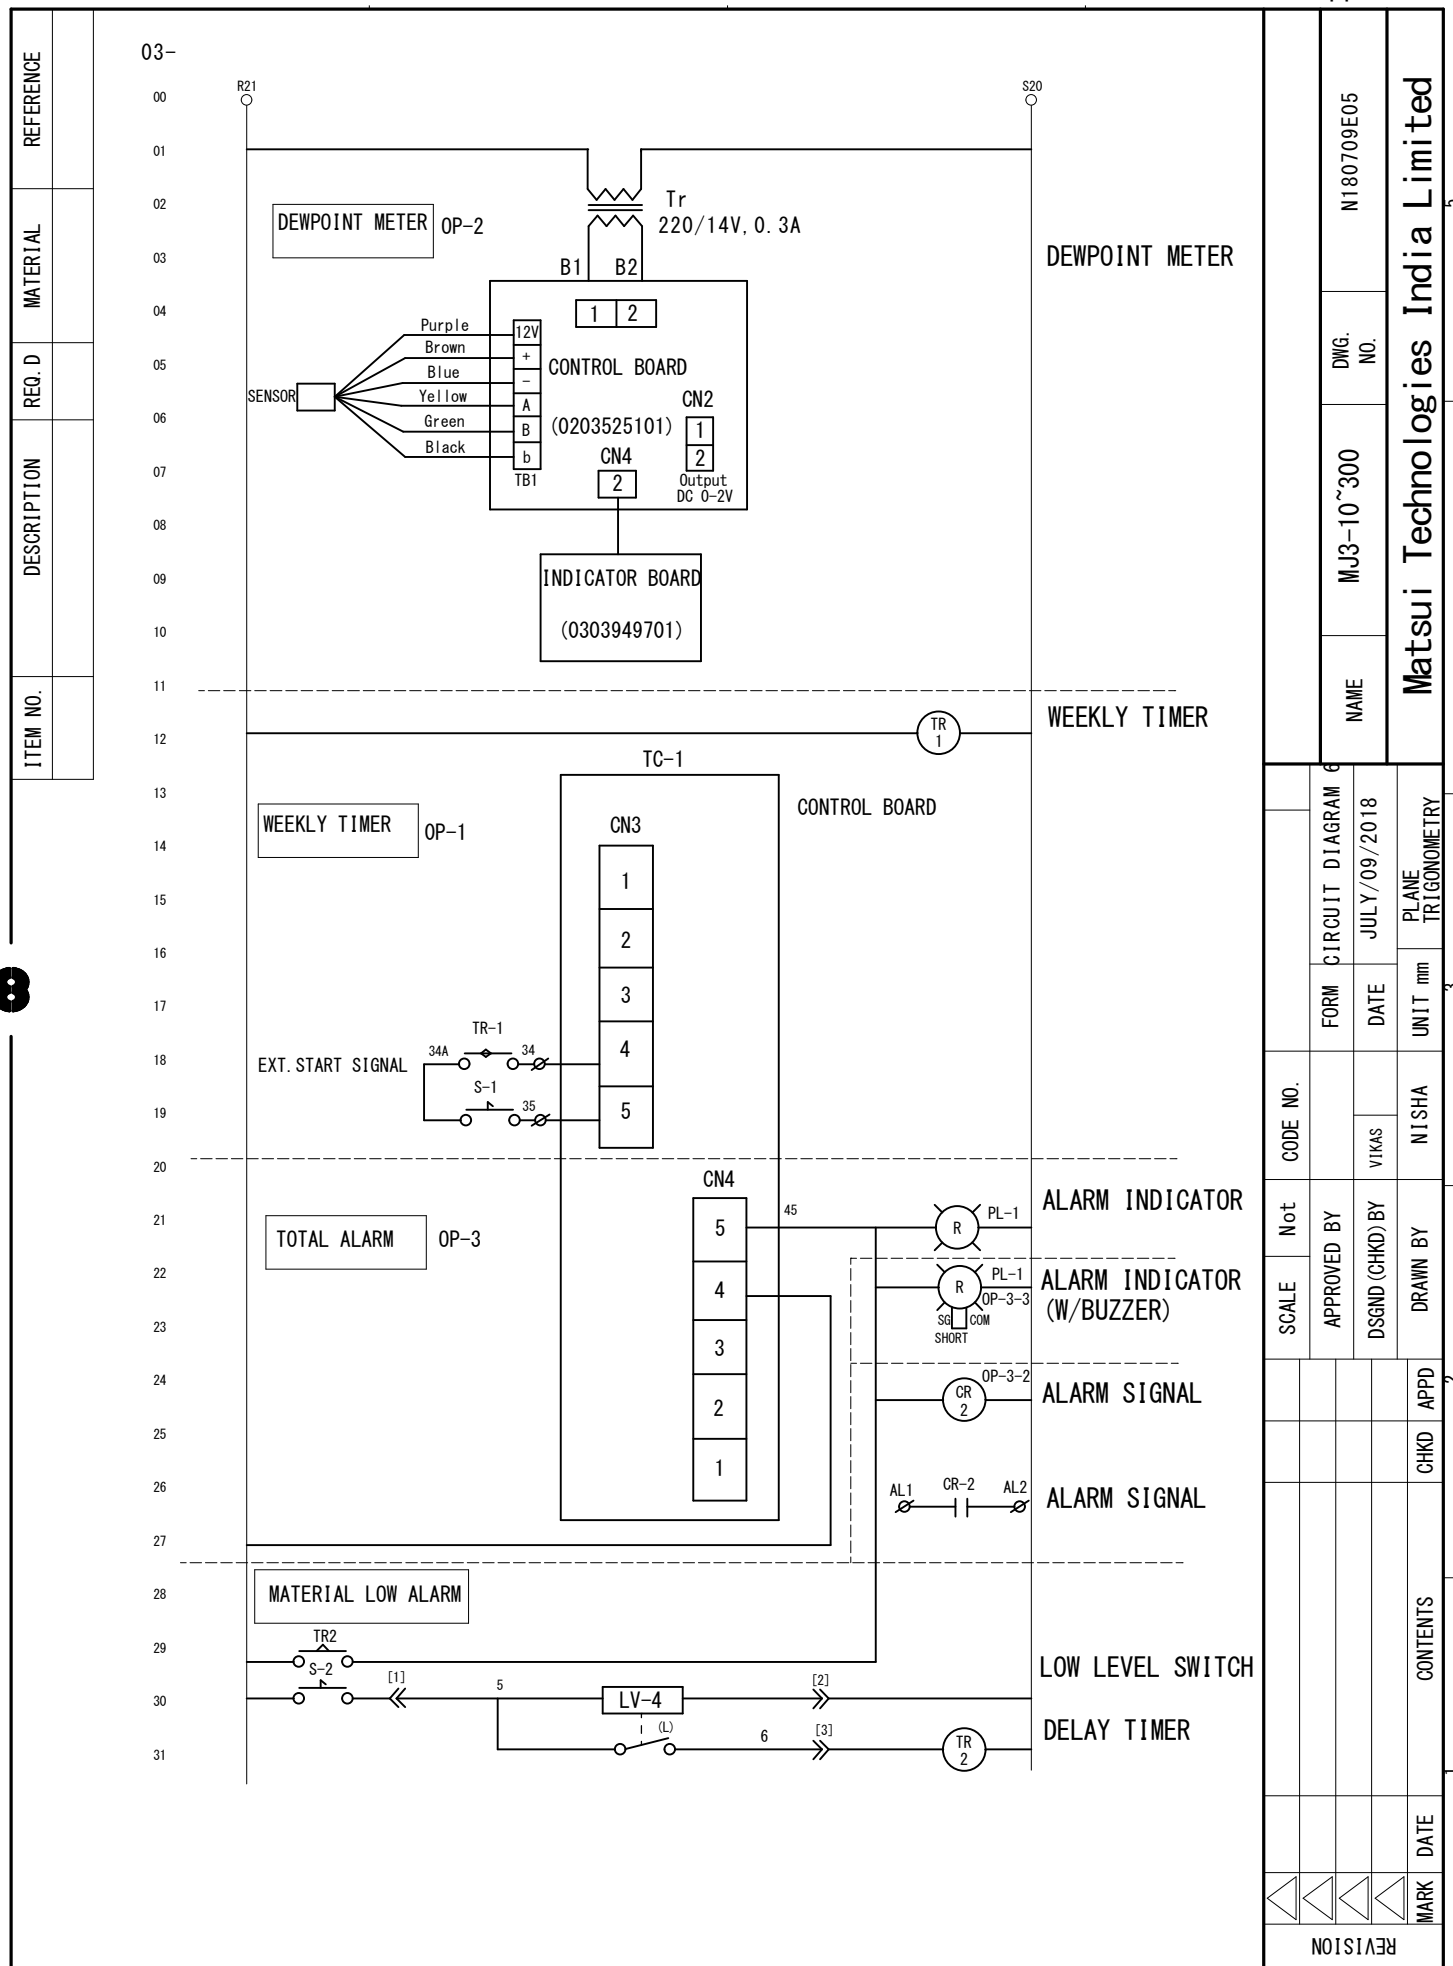 REFERENCE
MATERIAL
REQ.D
DESCRIPTION
ITEM NO.
03-
00
01
02
03
04
05
06
07
08
09
10
11
12
13
14
15
16
17
18
19
20
21
22
23
24
25
26
27
28
29
30
31
R21
S20
Tr
220/14V,0.3A
DEWPOINT METER
OP-2
DEWPOINT METER
B1
B2
1
2
Purple
Brown
Blue
Yellow
Green
Black
SENSOR
12V
+
-
A
B
b
TB1
CONTROL BOARD
(0203525101)
CN2
1
2
Output
DC 0-2V
CN4
2
INDICATOR BOARD
(0303949701)
WEEKLY TIMER
TR
1
TC-1
CONTROL BOARD
WEEKLY TIMER
OP-1
CN3
1
2
3
4
5
EXT.START SIGNAL
34A
TR-1
34
S-1
35
CN4
5
4
3
2
1
45
TOTAL ALARM
OP-3
R
PL-1
ALARM INDICATOR
R
PL-1
OP-3-3
SG
COM
SHORT
ALARM INDICATOR
(W/BUZZER)
OP-3-2
CR
2
ALARM SIGNAL
AL1
CR-2
AL2
ALARM SIGNAL
MATERIAL LOW ALARM
TR2
S-2
[1]
5
LV-4
[2]
LOW LEVEL SWITCH
(L)
6
[3]
TR
2
DELAY TIMER
8
N180709E05
DWG.
NO.
MJ3-10~300
NAME
Matsui Technologies India Limited
CIRCUIT DIAGRAM 6
FORM
JULY/09/2018
DATE
PLANE
TRIGONOMETRY
UNIT mm
CODE NO.
VIKAS
NISHA
Not
SCALE
APPROVED BY
DSGND(CHKD)BY
DRAWN BY
APPD
CHKD
CONTENTS
DATE
MARK
REVISION